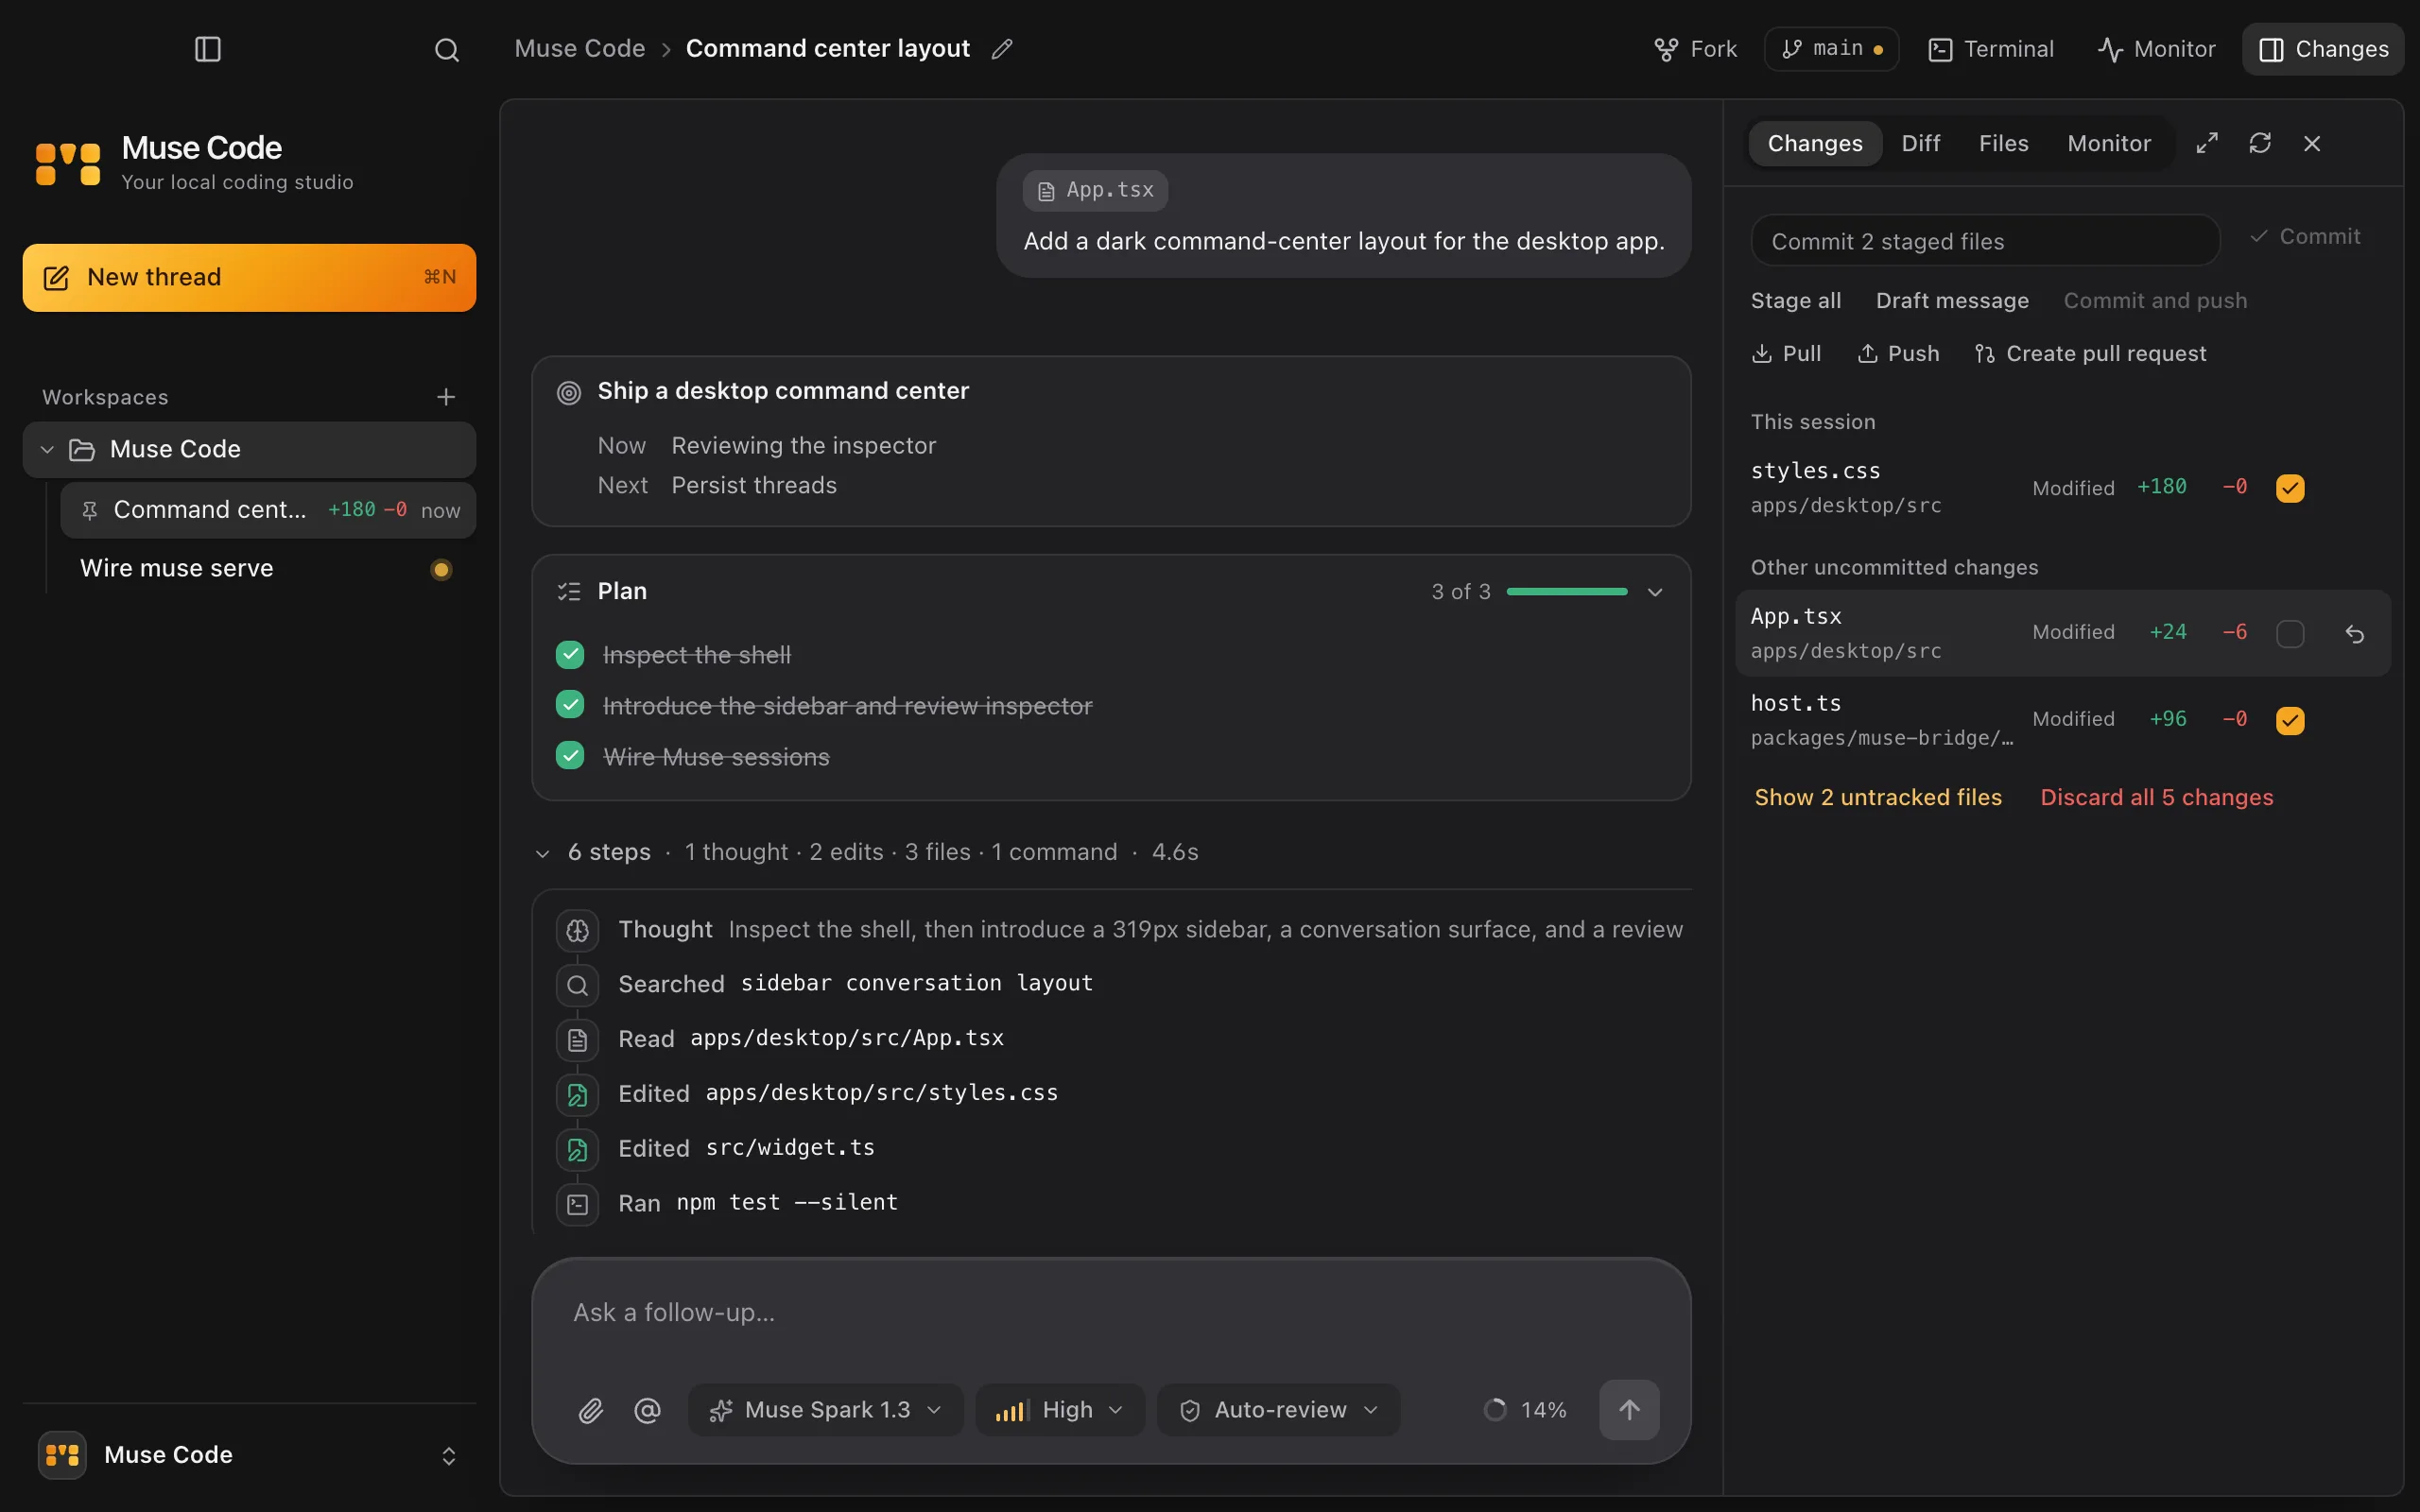 Muse Code > Command center layout
Fork
main
Terminal
Monitor
Changes
Muse Code
Your local coding studio
New thread ⌘N
Workspaces +
Muse Code
Command cent... +180 −0 now
Wire muse serve
Muse Code
App.tsx
Add a dark command-center layout for the desktop app.
Ship a desktop command center
Now Reviewing the inspector
Next Persist threads
Plan 3 of 3
Inspect the shell
Introduce the sidebar and review inspector
Wire Muse sessions
6 steps · 1 thought · 2 edits · 3 files · 1 command · 4.6s
Thought Inspect the shell, then introduce a 319px sidebar, a conversation surface, and a review
Searched sidebar conversation layout
Read apps/desktop/src/App.tsx
Edited apps/desktop/src/styles.css
Edited src/widget.ts
Ran npm test --silent
Ask a follow-up...
Muse Spark 1.3 High Auto-review 14%
Changes Diff Files Monitor
Commit 2 staged files Commit
Stage all Draft message Commit and push
Pull Push Create pull request
This session
styles.css Modified +180 −0
apps/desktop/src
Other uncommitted changes
App.tsx Modified +24 −6
apps/desktop/src
host.ts Modified +96 −0
packages/muse-bridge/…
Show 2 untracked files Discard all 5 changes